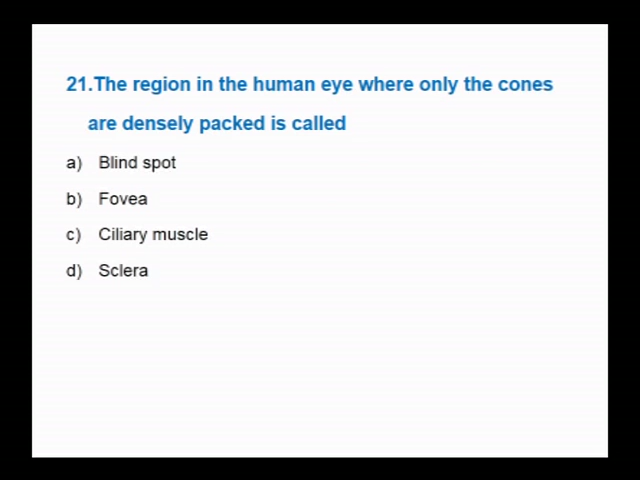 21.The region in the human eye where only the cones
are densely packed is called
a) Blind spot
b) Fovea
c) Ciliary muscle
d) Sclera